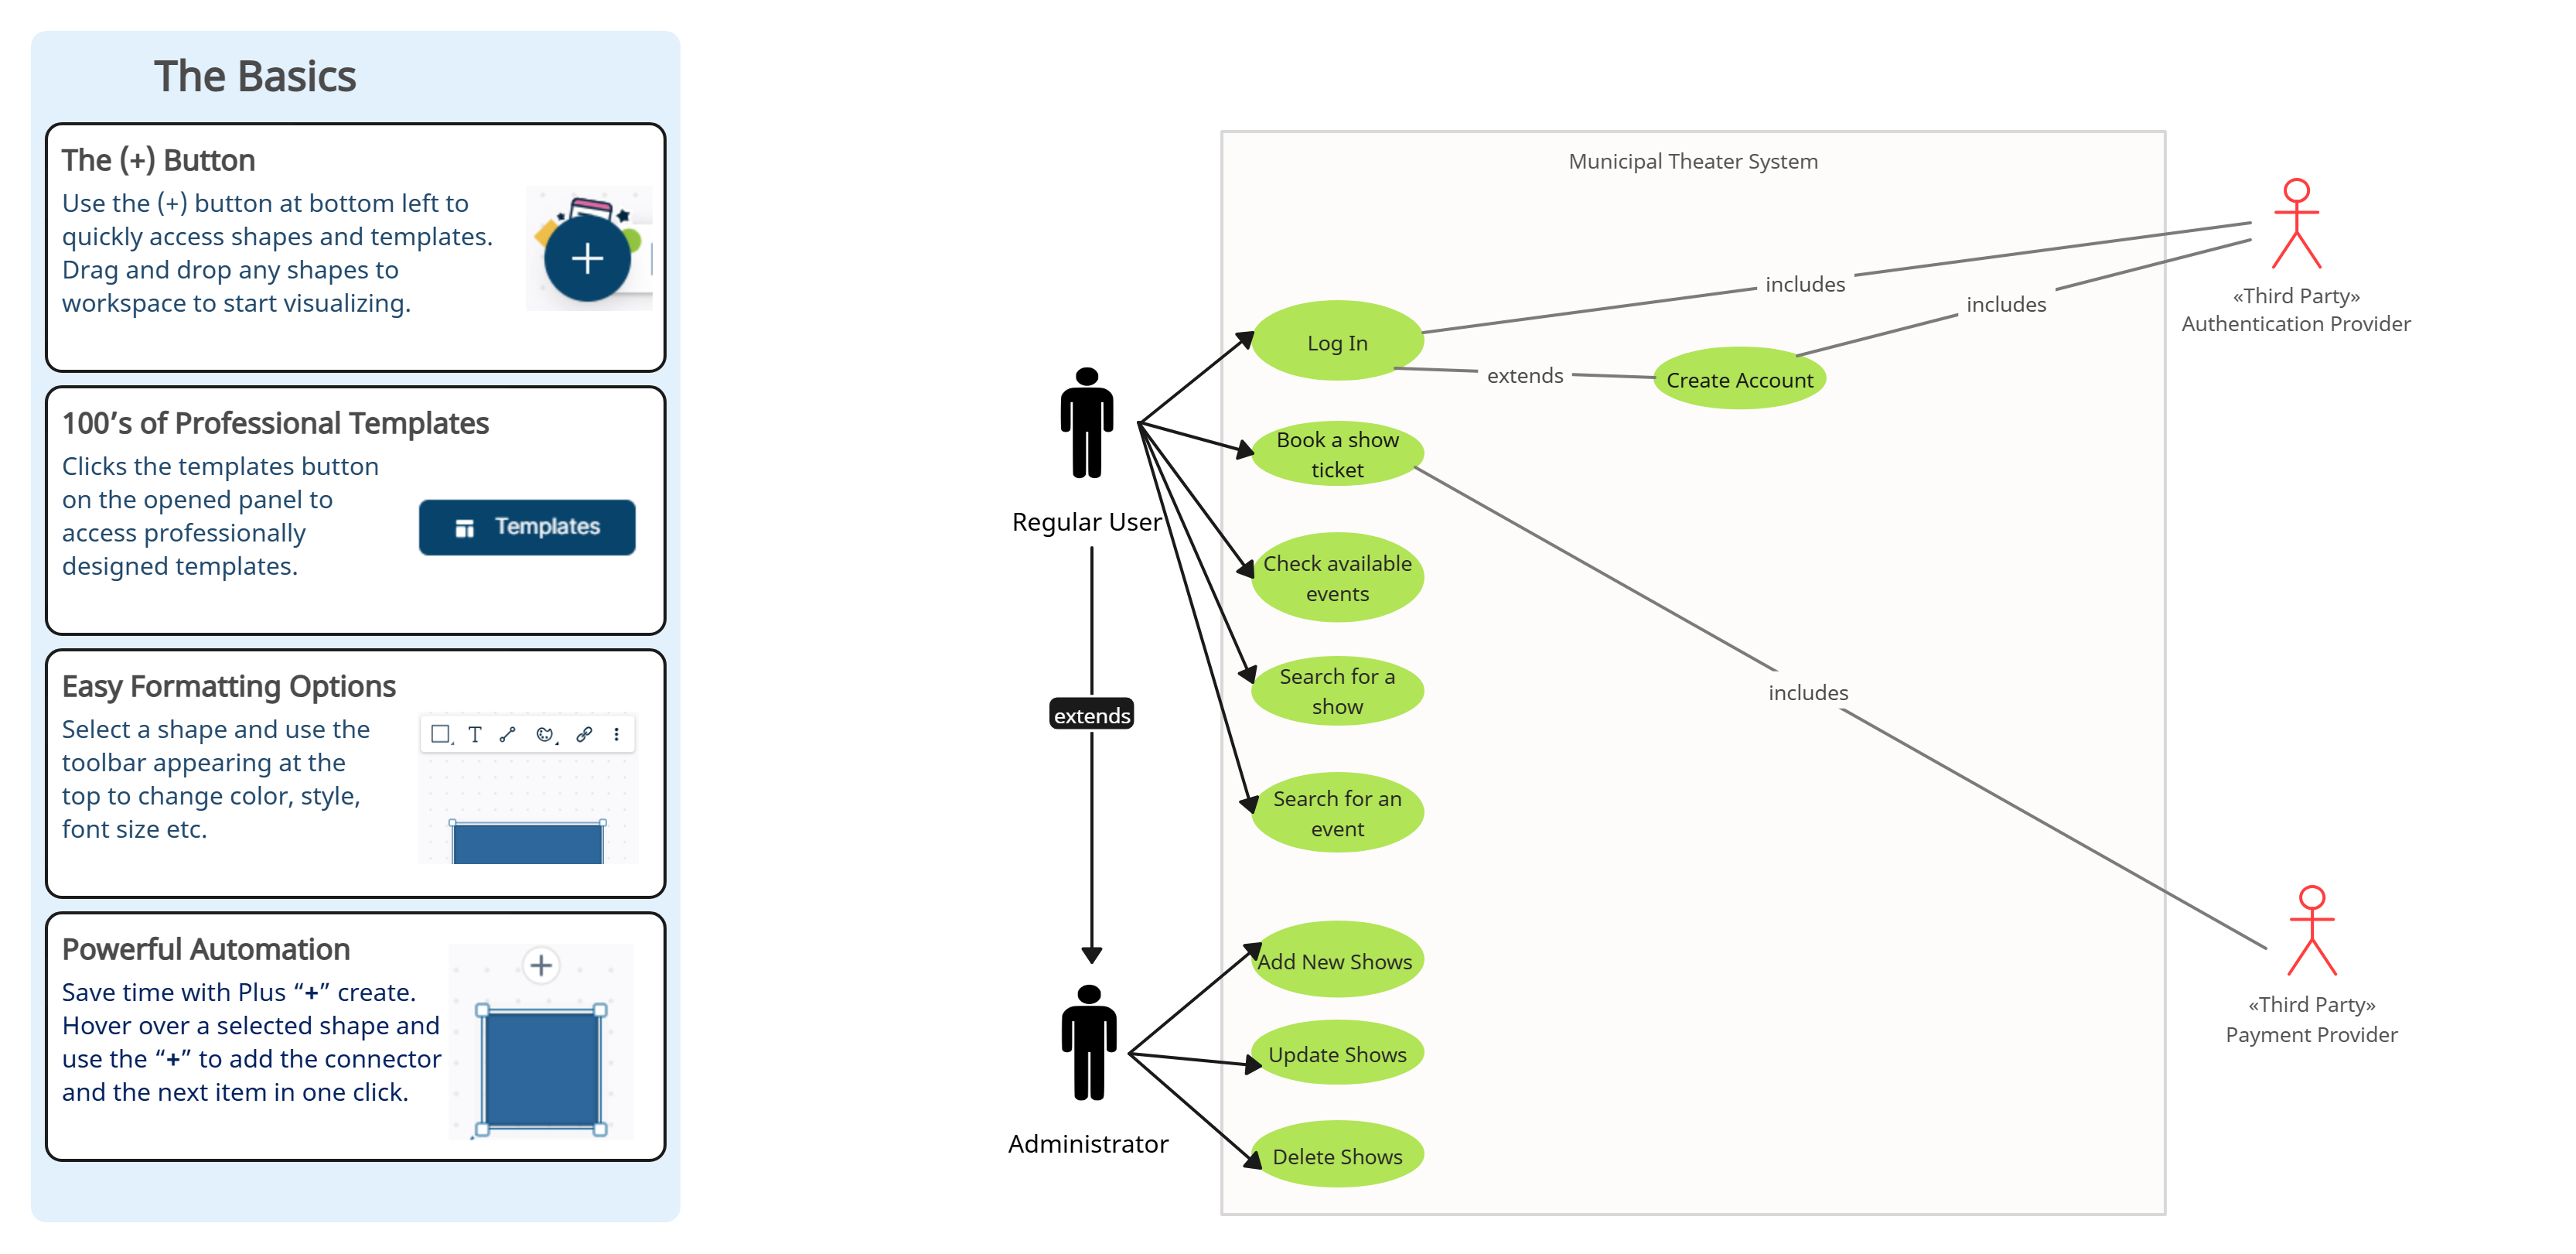 The Basics
The (+) Button
Use the (+) button at bottom left to
quickly access shapes and templates.
Drag and drop any shapes to
workspace to start visualizing.
100’s of Professional Templates
Clicks the templates button
on the opened panel to
access professionally
designed templates.
Templates
Easy Formatting Options
Select a shape and use the
toolbar appearing at the
top to change color, style,
font size etc.
T
Powerful Automation
Save time with Plus “+” create.
Hover over a selected shape and
use the “+” to add the connector
and the next item in one click.
Municipal Theater System
includes
includes
«Third Party»
Authentication Provider
Log In
extends
Create Account
Book a show
ticket
Regular User
Check available
events
Search for a
show
extends
includes
Search for an
event
Add New Shows
«Third Party»
Payment Provider
Update Shows
Administrator
Delete Shows